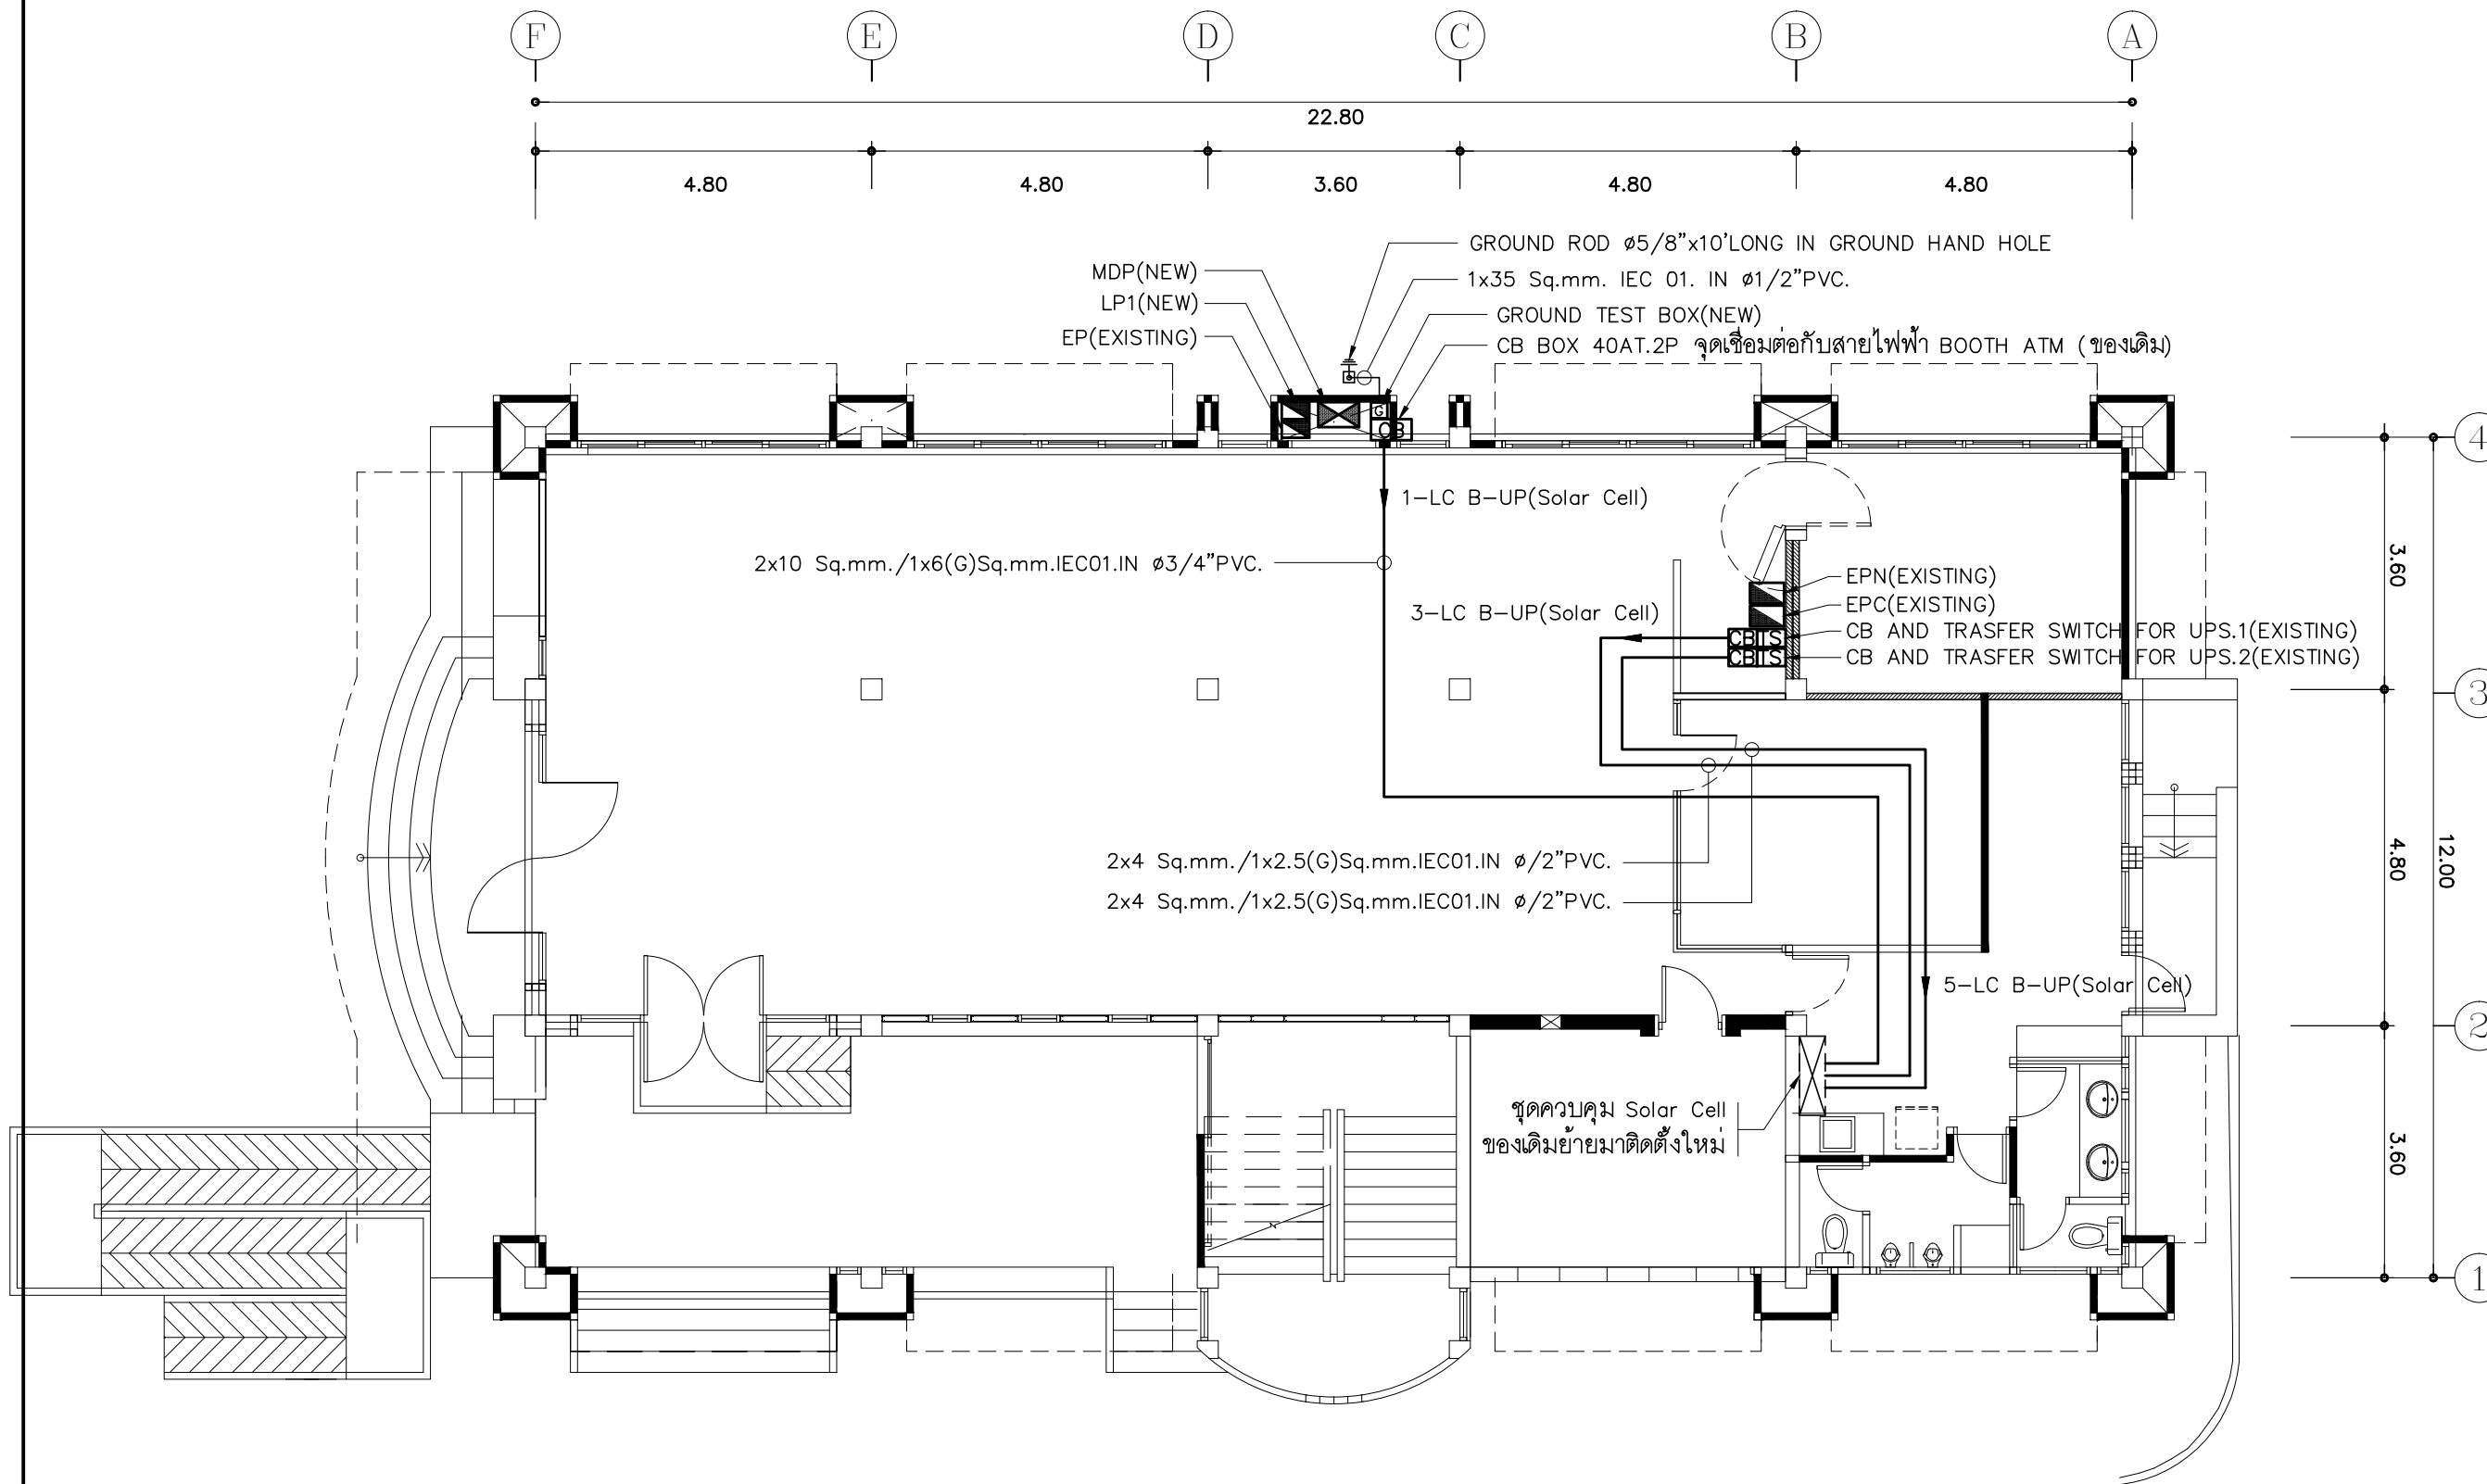 F E D C B A
22.80
4.80 4.80 3.60 4.80 4.80
GROUND ROD ø5/8"x10'LONG IN GROUND HAND HOLE
MDP(NEW)
1x35 Sq.mm. IEC 01. IN ø1/2"PVC.
LP1(NEW)
GROUND TEST BOX(NEW)
EP(EXISTING)
CB BOX 40AT.2P จุดเชื่อมต่อกับสายไฟฟ้า BOOTH ATM (ของเดิม)
G
CB
4
1-LC B-UP(Solar Cell)
2x10 Sq.mm./1x6(G)Sq.mm.IEC01.IN ø3/4"PVC.
3.60
EPN(EXISTING)
EPC(EXISTING)
3-LC B-UP(Solar Cell)
CB TS
CB AND TRASFER SWITCH FOR UPS.1(EXISTING)
CB TS
CB AND TRASFER SWITCH FOR UPS.2(EXISTING)
3
4.80
12.00
2x4 Sq.mm./1x2.5(G)Sq.mm.IEC01.IN ø/2"PVC.
2x4 Sq.mm./1x2.5(G)Sq.mm.IEC01.IN ø/2"PVC.
5-LC B-UP(Solar Cell)
2
ชุดควบคุม Solar Cell
ของเดิมย้ายมาติดตั้งใหม่
3.60
1